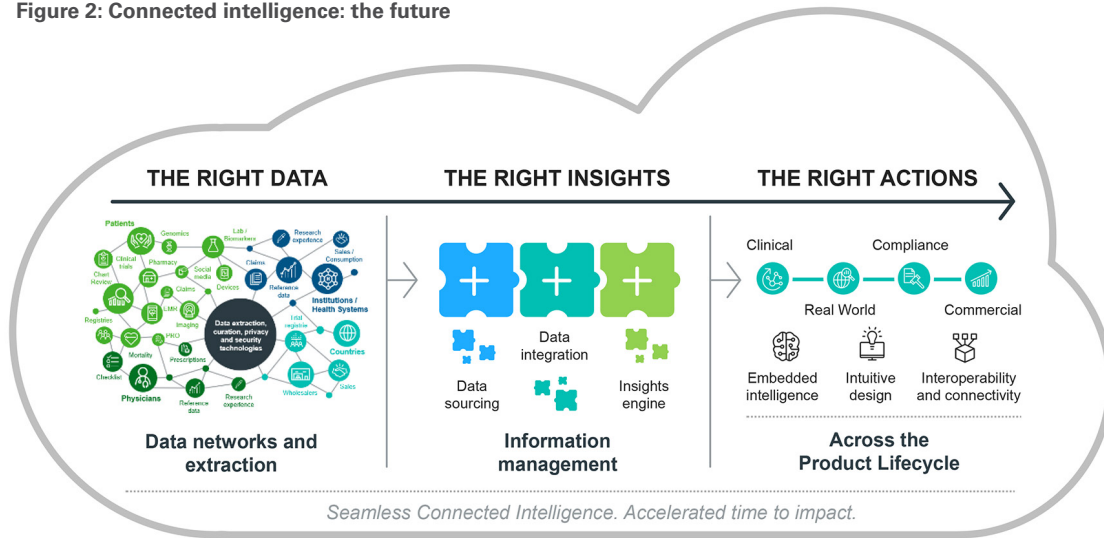 Figure 2: Connected intelligence: the future
THE RIGHT DATA
THE RIGHT INSIGHTS
THE RIGHT ACTIONS
Patients
Genomics
Lab /
Biomarkers
Research
experience
Sales /
Consumption
Clinical
trials
Pharmacy
Social
media
Claims
Chart
Review
Claims
Devices
Reference
data
Institutions /
Health Systems
Registries
Imaging
Data extraction,
curation, privacy
and security
technologies
Trial
registrie
Countries
PRO
Mortality
Prescriptions
Checklist
Physicians
Reference
data
Research
experience
Wholesalers
Sales
Data networks and
extraction
Data
sourcing
Data
integration
Insights
engine
Information
management
Clinical
Compliance
Real World
Commercial
Embedded
intelligence
Intuitive
design
Interoperability
and connectivity
Across the
Product Lifecycle
Seamless Connected Intelligence. Accelerated time to impact.